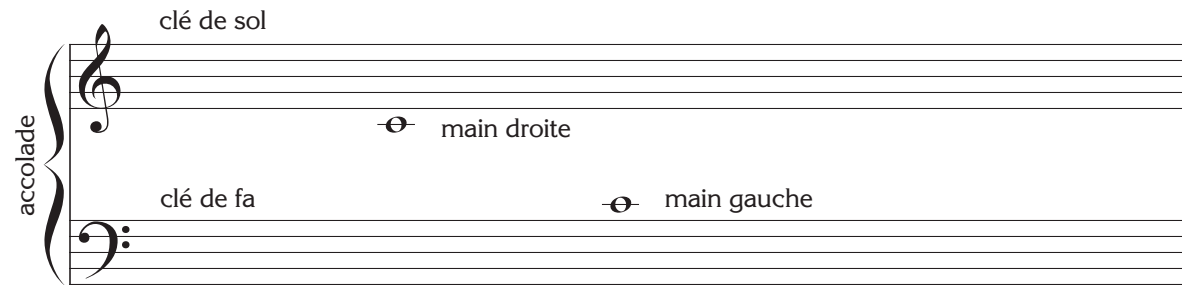 clé de sol
main droite
accolade
clé de fa
main gauche